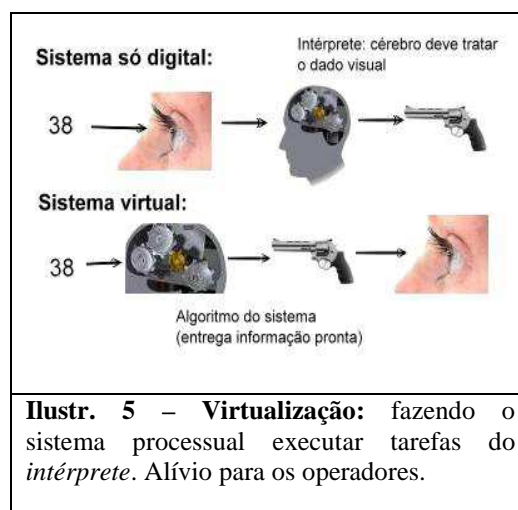 Sistema só digital:
Intérprete: cérebro deve tratar
o dado visual
38
Sistema virtual:
38
Algoritmo do sistema
(entrega informação pronta)
Ilustr. 5 – Virtualização: fazendo o
sistema processual executar tarefas do
intérprete. Alívio para os operadores.